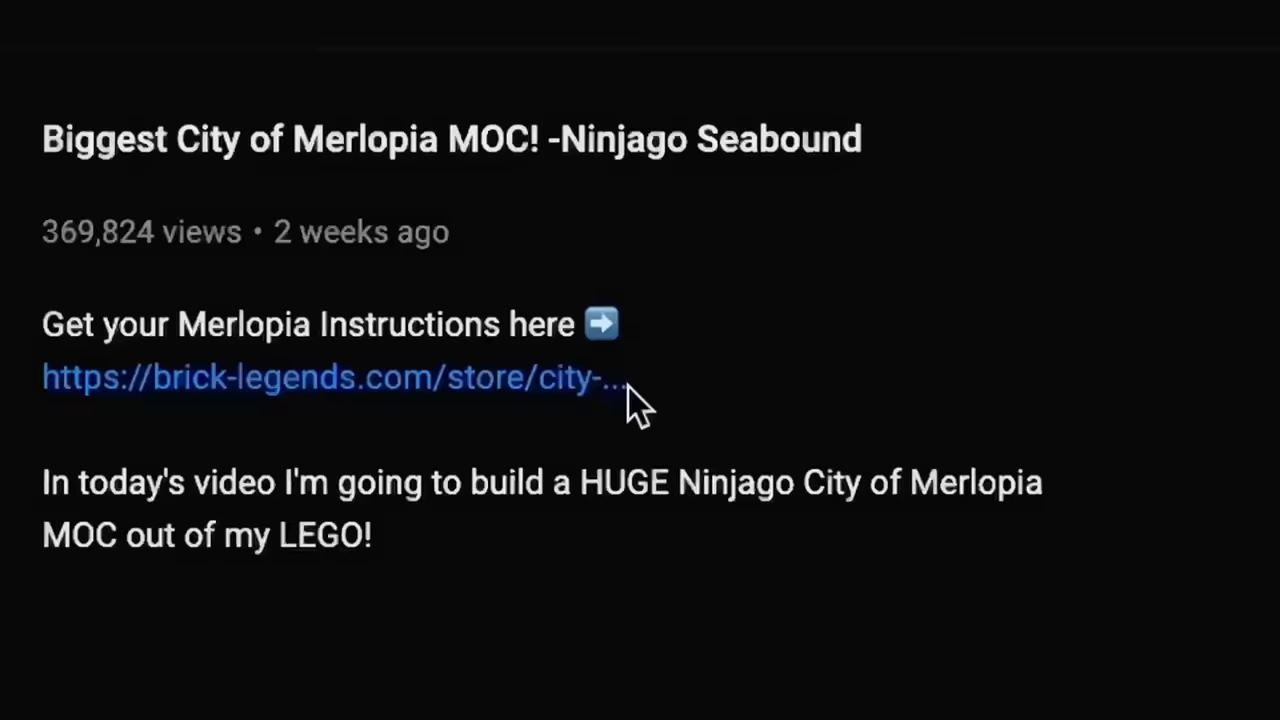 Biggest City of Merlopia MOC! -Ninjago Seabound
369,824 views • 2 weeks ago
Get your Merlopia Instructions here ➡️
https://brick-legends.com/store/city-...
In today's video I'm going to build a HUGE Ninjago City of Merlopia
MOC out of my LEGO!